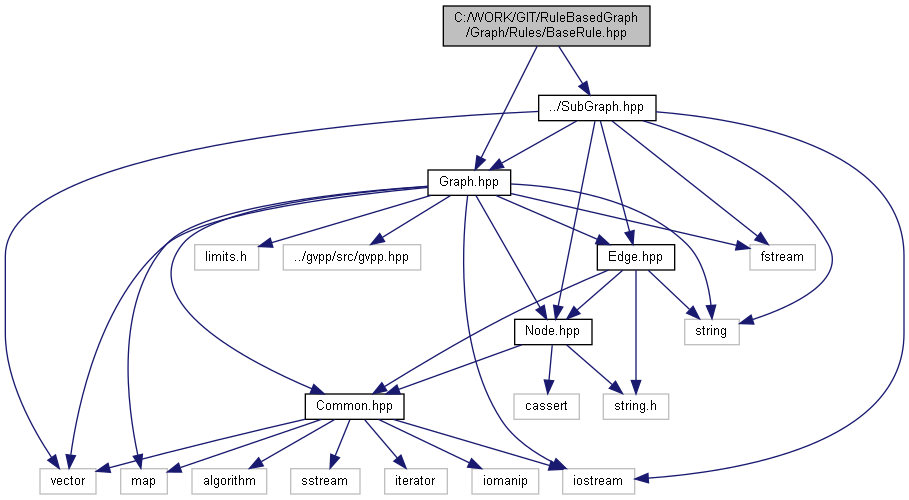 C:/WORK/GIT/RuleBasedGraph
/Graph/Rules/BaseRule.hpp
../SubGraph.hpp
Graph.hpp
limits.h
../gvpp/src/gvpp.hpp
Edge.hpp
fstream
Node.hpp
string
Common.hpp
cassert
string.h
vector
map
algorithm
sstream
iterator
iomanip
iostream